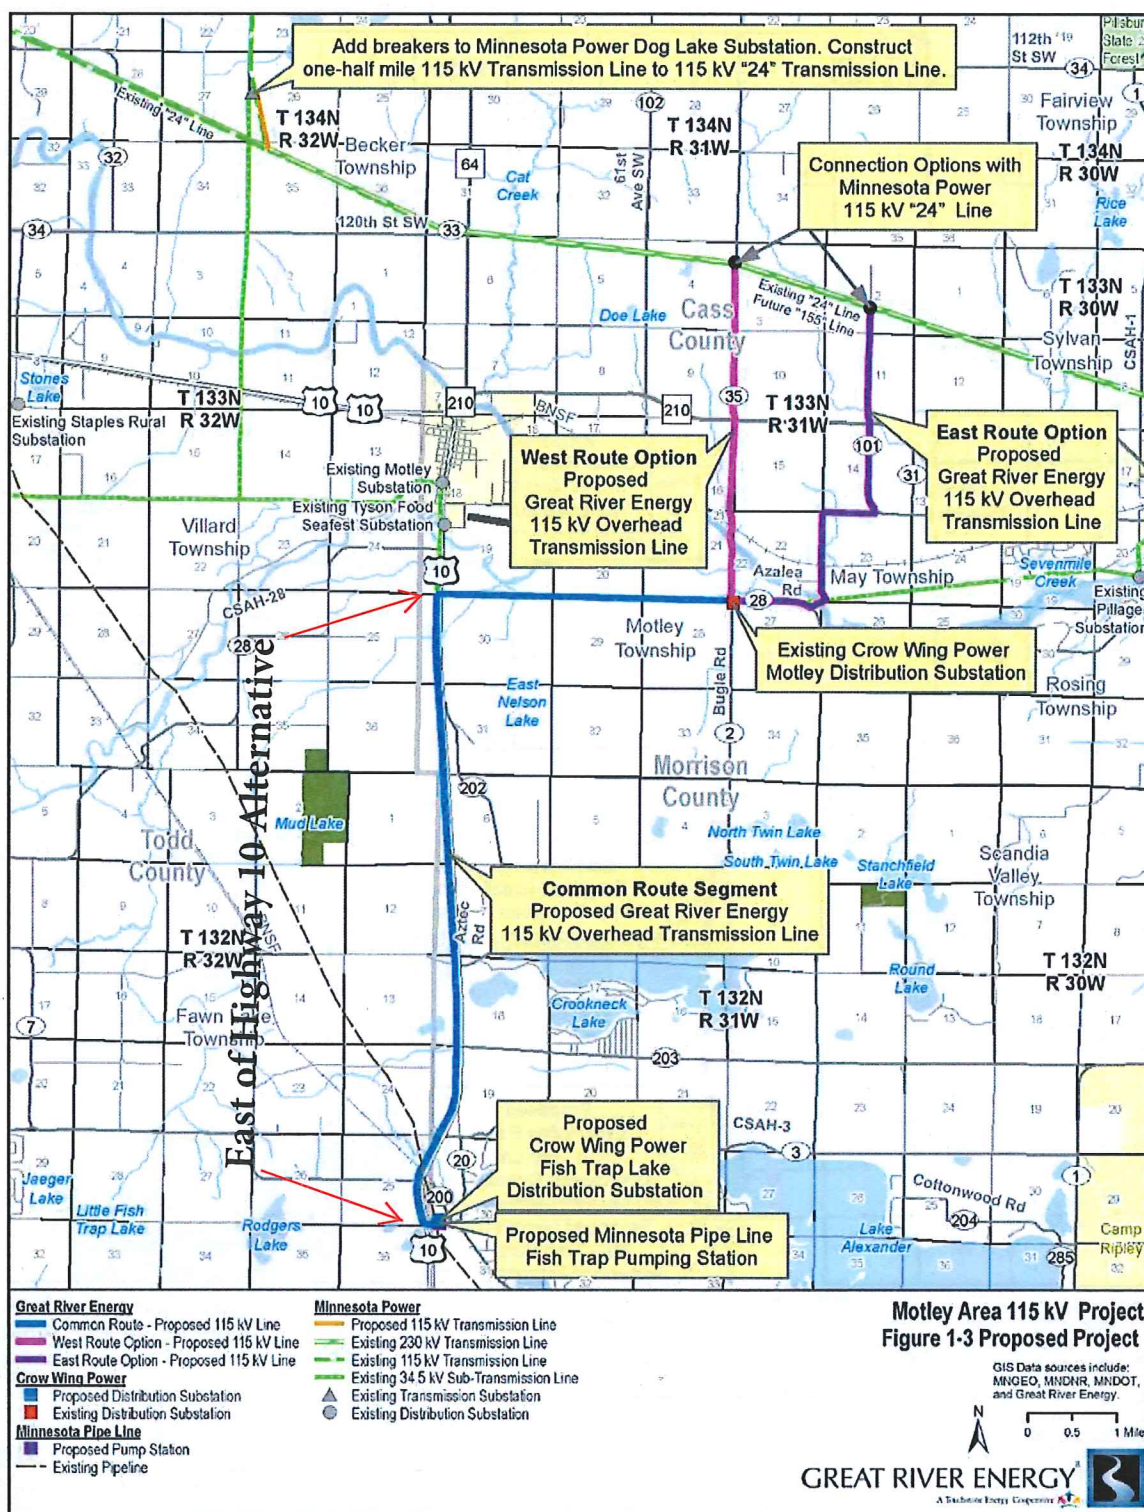 Add breakers to Minnesota Power Dog Lake Substation. Construct
one-half mile 115 kV Transmission Line to 115 kV "24" Transmission Line.
112th
St SW
34
Pillsbur
State
Forest
Existing "24" Line
T 134N
R 32W
Becker
Township
102
T 134N
R 31W
Fairview
Township
T 134N
R 30W
32
64
Cat
Creek
61st
Ave SW
Connection Options with
Minnesota Power
115 kV "24" Line
Rice
Lake
34
120th St SW
33
Existing "24" Line
Future "155" Line
T 133N
R 30W
Cass
County
Doe Lake
Sylvan
Township
CSAH-1
Stones
Lake
T 133N
R 32W
10
10
210
BNSF
210
35
T 133N
R 31W
Existing Staples Rural
Substation
Existing Motley
Substation
Existing Tyson Food
Seafest Substation
West Route Option
Proposed
Great River Energy
115 kV Overhead
Transmission Line
101
31
East Route Option
Proposed
Great River Energy
115 kV Overhead
Transmission Line
Villard
Township
10
Azalea
Rd
May Township
Sevenmile
Creek
CSAH-28
28
28
Existing
Pillager
Substation
Motley
Township
Existing Crow Wing Power
Motley Distribution Substation
East
Nelson
Lake
Bugle Rd
2
Rosing
Township
East of Highway 10 Alternative
Morrison
County
202
Mud Lake
North Twin Lake
South Twin Lake
Stanchfield
Lake
Scandia
Valley
Township
Todd
County
Common Route Segment
Proposed Great River Energy
115 kV Overhead Transmission Line
Aztec
Rd
BNSF
T 132N
R 32W
T 132N
R 30W
Round
Lake
Crookneck
Lake
T 132N
R 31W
7
Fawn Lake
Township
203
Proposed
Crow Wing Power
Fish Trap Lake
Distribution Substation
CSAH-3
3
20
200
1
Jaeger
Lake
Little Fish
Trap Lake
Rodgers
Lake
10
Proposed Minnesota Pipe Line
Fish Trap Pumping Station
Cottonwood Rd
204
Lake
Alexander
285
Camp
Ripley
Great River Energy
Common Route - Proposed 115 kV Line
West Route Option - Proposed 115 kV Line
East Route Option - Proposed 115 kV Line
Crow Wing Power
Proposed Distribution Substation
Existing Distribution Substation
Minnesota Pipe Line
Proposed Pump Station
Existing Pipeline
Minnesota Power
Proposed 115 kV Transmission Line
Existing 230 kV Transmission Line
Existing 115 kV Transmission Line
Existing 34.5 kV Sub-Transmission Line
Existing Transmission Substation
Existing Distribution Substation
Motley Area 115 kV Project
Figure 1-3 Proposed Project
GIS Data sources include:
MNGEO, MNDNR, MNDOT,
and Great River Energy.
N
0 0.5 1 Mile
GREAT RIVER ENERGY
A Touchstone Energy Cooperative